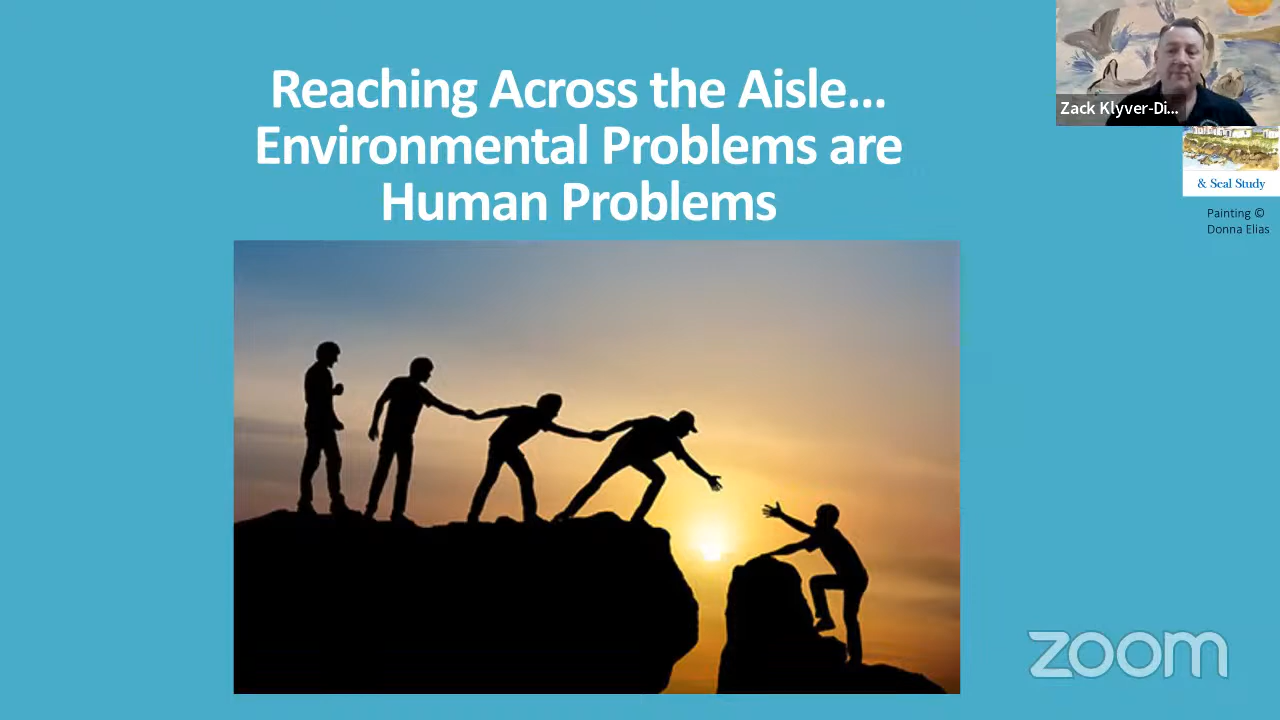 Reaching Across the Aisle...
Environmental Problems are
Human Problems
Zack Klyver-Di...
& Seal Study
Painting ©
Donna Elias
zoom